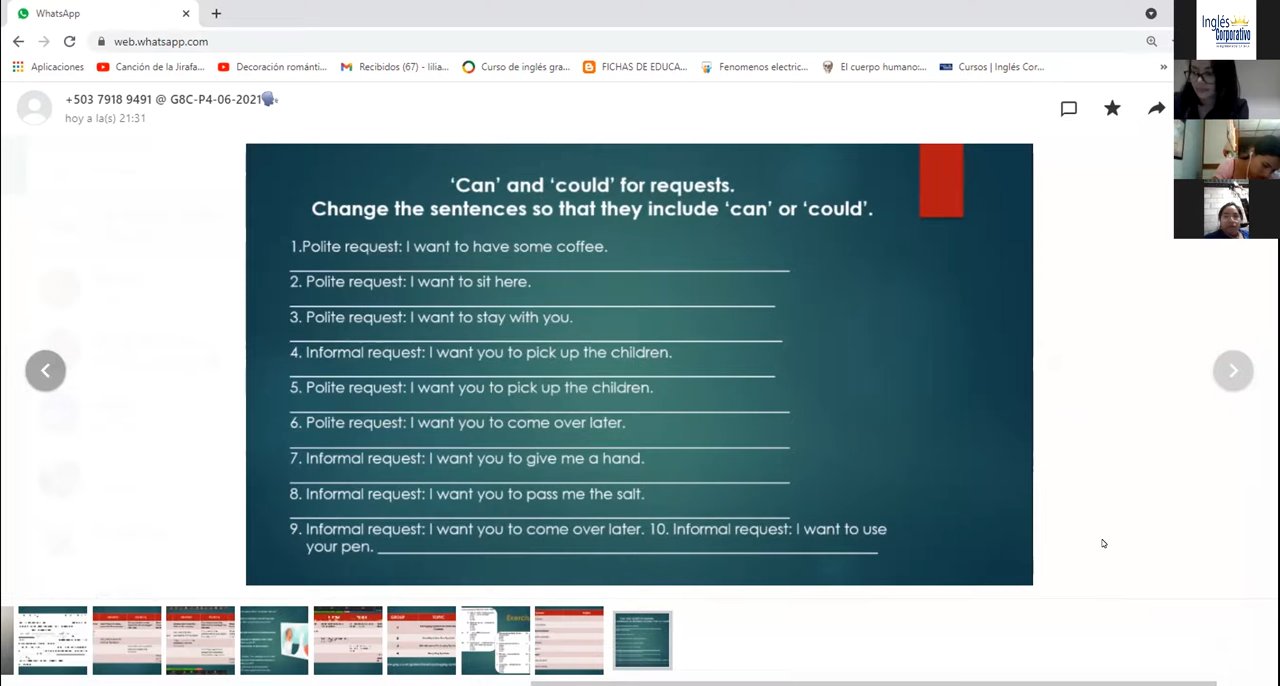 WhatsApp
web.whatsapp.com
Aplicaciones
Canción de la Jirafa...
Decoración románti...
Recibidos (67) - lilia...
Curso de inglés gra...
FICHAS DE EDUCA...
Fenomenos electric...
El cuerpo humano:...
Cursos | Inglés Cor...
»
Inglés
Corporativo
+503 7918 9491 @ G8C-P4-06-2021
hoy a la(s) 21:31
‘Can’ and ‘could’ for requests.
Change the sentences so that they include ‘can’ or ‘could’.
1.Polite request: I want to have some coffee.
2. Polite request: I want to sit here.
3. Polite request: I want to stay with you.
4. Informal request: I want you to pick up the children.
5. Polite request: I want you to pick up the children.
6. Polite request: I want you to come over later.
7. Informal request: I want you to give me a hand.
8. Informal request: I want you to pass me the salt.
9. Informal request: I want you to come over later. 10. Informal request: I want to use
your pen.